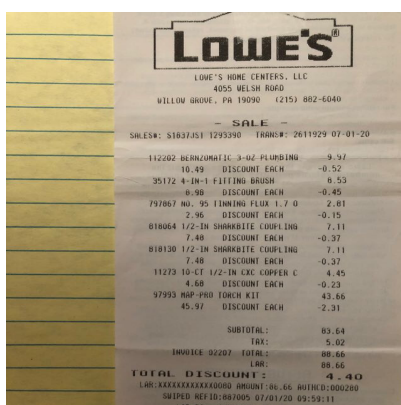 LOWE'S®
LOWE'S HOME CENTERS, LLC
4055 WELSH ROAD
WILLOW GROVE, PA 19090 (215) 882-6040
- SALE -
SALES#: S1637JS1 1293390 TRANS#: 2611929 07-01-20
112202 BERNZOMATIC 3-OZ PLUMBING 9.97
10.49 DISCOUNT EACH -0.52
35172 4-IN-1 FITTING BRUSH 8.53
8.98 DISCOUNT EACH -0.45
797867 NO. 95 TINNING FLUX 1.7 O 2.81
2.96 DISCOUNT EACH -0.15
818064 1/2-IN SHARKBITE COUPLING 7.11
7.48 DISCOUNT EACH -0.37
818130 1/2-IN SHARKBITE COUPLING 7.11
7.48 DISCOUNT EACH -0.37
11273 10-CT 1/2-IN CXC COPPER C 4.45
4.68 DISCOUNT EACH -0.23
97993 MAP-PRO TORCH KIT 43.66
45.97 DISCOUNT EACH -2.31
SUBTOTAL: 83.64
TAX: 5.02
INVOICE 92207 TOTAL: 88.66
LAR: 88.66
TOTAL DISCOUNT: 4.40
LAR:XXXXXXXXXXXX0080 AMOUNT:88.66 AUTHCD:000280
SWIPED REFID:887005 07/01/20 09:59:11